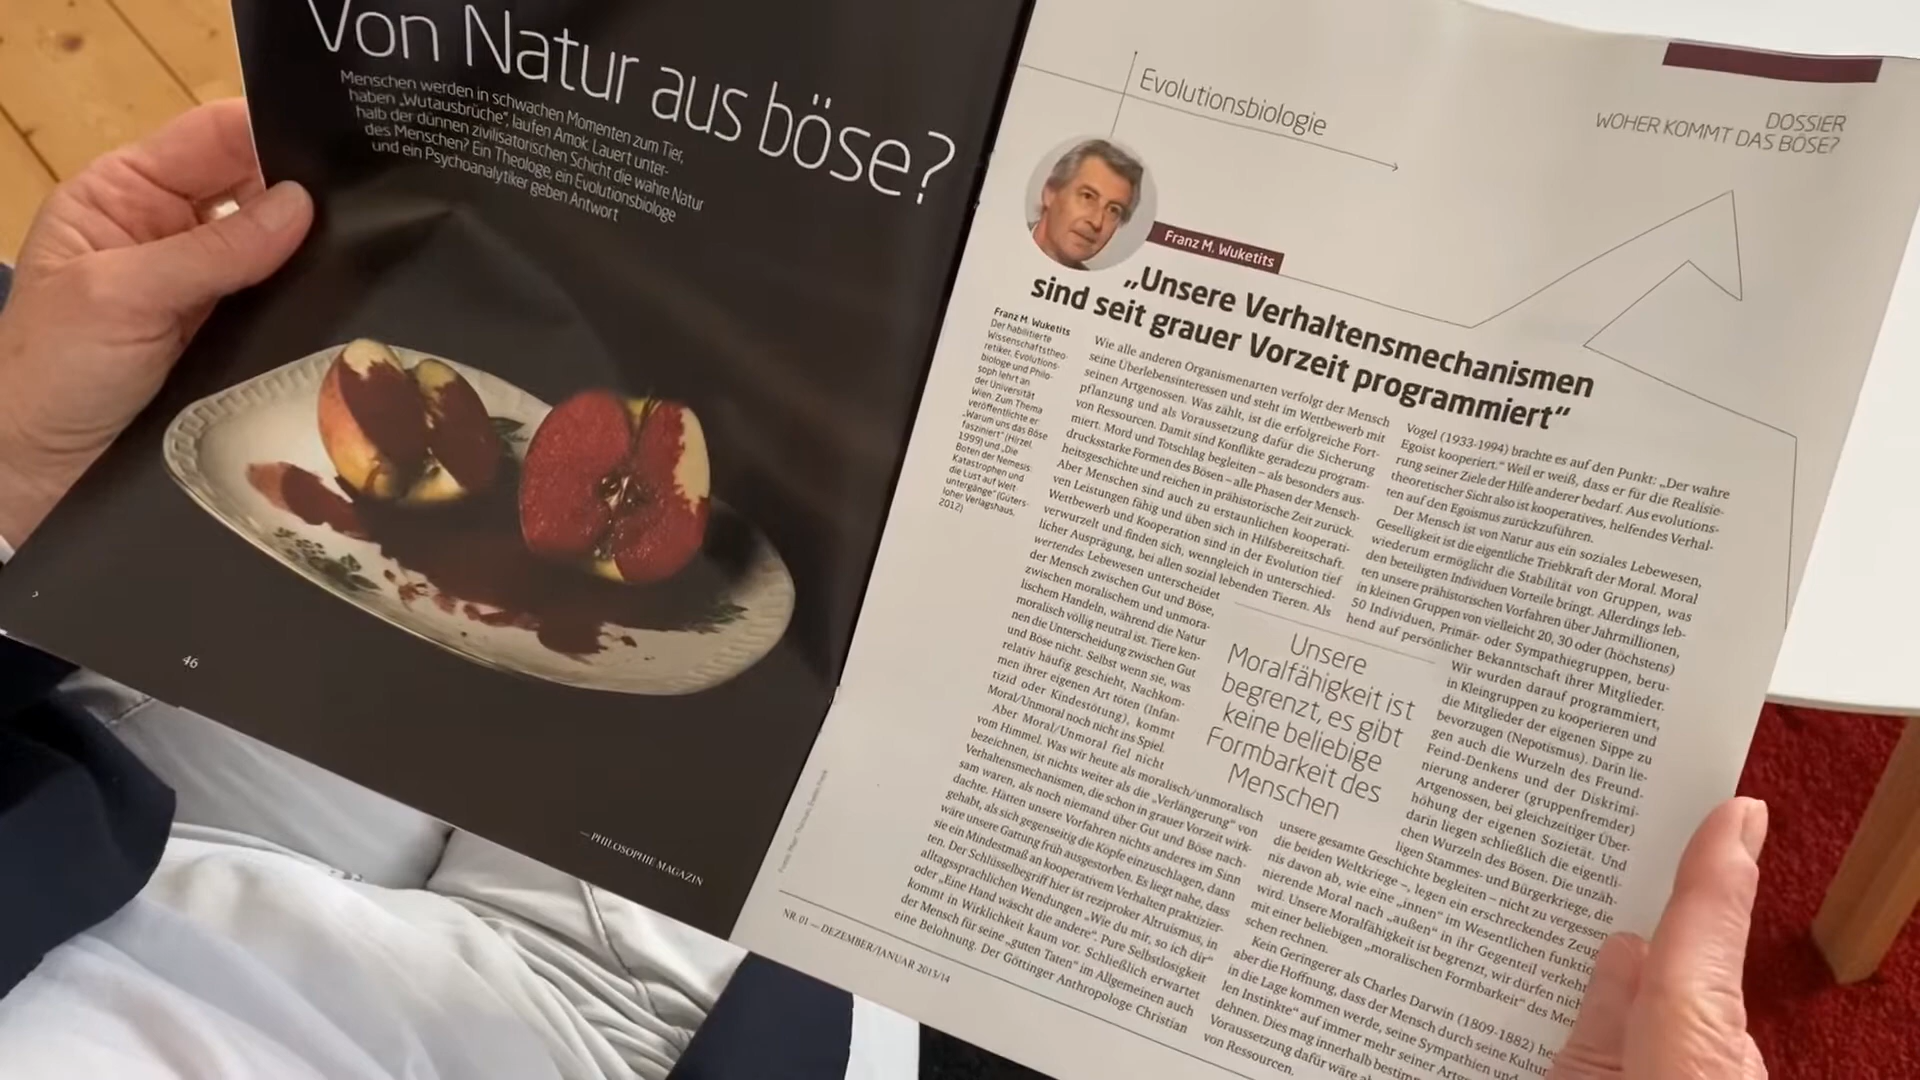 Von Natur aus böse?
Menschen werden in schwachen Momenten zum Tier,
haben „Wutausbrüche“, laufen Amok. Lauert unter-
halb der dünnen zivilisatorischen Schicht die wahre Natur
des Menschen? Ein Theologe, ein Evolutionsbiologe
und ein Psychoanalytiker geben Antwort
46
— PHILOSOPHIE MAGAZIN
Evolutionsbiologie
DOSSIER
WOHER KOMMT DAS BÖSE?
Franz M. Wuketits
„Unsere Verhaltensmechanismen
sind seit grauer Vorzeit programmiert“
Franz M. Wuketits
Der habilitierte
Wissenschaftstheo-
retiker, Evolutions-
biologe und Philo-
soph lehrt an
der Universität
Wien. Zum Thema
veröffentlichte er
„Warum uns das Böse
fasziniert“ (Hirzel,
1999) und „Die
Boten der Nemesis:
Katastrophen und
die Lust auf Welt-
untergänge“ (Güters-
loher Verlagshaus,
2012)
Wie alle anderen Organismenarten verfolgt der Mensch
seine Überlebensinteressen und steht im Wettbewerb mit
seinen Artgenossen. Was zählt, ist die erfolgreiche Fort-
pflanzung und als Voraussetzung dafür die Sicherung
von Ressourcen. Damit sind Konflikte geradezu program-
miert. Mord und Totschlag begleiten – als besonders aus-
drucksstarke Formen des Bösen – alle Phasen der Mensch-
heitsgeschichte und reichen in prähistorische Zeit zurück.
Aber Menschen sind auch zu erstaunlichen kooperati-
ven Leistungen fähig und üben sich in Hilfsbereitschaft.
Wettbewerb und Kooperation sind in der Evolution tief
verwurzelt und finden sich, wenngleich in unterschied-
licher Ausprägung, bei allen sozial lebenden Tieren. Als
wertendes Lebewesen unterscheidet
der Mensch zwischen Gut und Böse,
zwischen moralischem und unmora-
lischem Handeln, während die Natur
moralisch völlig neutral ist. Tiere ken-
nen die Unterscheidung zwischen Gut
und Böse nicht. Selbst wenn sie, was
relativ häufig geschieht, Nachkom-
men ihrer eigenen Art töten (Infan-
tizid oder Kindestötung), kommt
Moral/Unmoral noch nicht ins Spiel.
Aber Moral/Unmoral fiel nicht
vom Himmel. Was wir heute als moralisch/unmoralisch
bezeichnen, ist nichts weiter als die „Verlängerung“ von
Verhaltensmechanismen, die schon in grauer Vorzeit wirk-
sam waren, als noch niemand über Gut und Böse nach-
dachte. Hätten unsere Vorfahren nichts anderes im Sinn
gehabt, als sich gegenseitig die Köpfe einzuschlagen, dann
wäre unsere Gattung früh ausgestorben. Es liegt nahe, dass
sie ein Mindestmaß an kooperativem Verhalten praktizier-
ten. Der Schlüsselbegriff hier ist reziproker Altruismus, in
alltagssprachlichen Wendungen „Wie du mir, so ich dir“
oder „Eine Hand wäscht die andere“. Pure Selbstlosigkeit
kommt in Wirklichkeit kaum vor. Schließlich erwartet
der Mensch für seine „guten Taten“ im Allgemeinen auch
eine Belohnung. Der Göttinger Anthropologe Christian
Vogel (1933-1994) brachte es auf den Punkt: „Der wahre
Egoist kooperiert.“ Weil er weiß, dass er für die Realisie-
rung seiner Ziele der Hilfe anderer bedarf. Aus evolutions-
theoretischer Sicht also ist kooperatives, helfendes Verhal-
ten auf den Egoismus zurückzuführen.
Der Mensch ist von Natur aus ein soziales Lebewesen,
Geselligkeit ist die eigentliche Triebkraft der Moral. Moral
wiederum ermöglicht die Stabilität von Gruppen, was
den beteiligten Individuen Vorteile bringt. Allerdings leb-
ten unsere prähistorischen Vorfahren über Jahrmillionen,
in kleinen Gruppen von vielleicht 20, 30 oder (höchstens)
50 Individuen, Primär- oder Sympathiegruppen, beru-
hend auf persönlicher Bekanntschaft ihrer Mitglieder.
Wir wurden darauf programmiert,
in Kleingruppen zu kooperieren und
die Mitglieder der eigenen Sippe zu
bevorzugen (Nepotismus). Darin lie-
gen auch die Wurzeln des Freund-
Feind-Denkens und der Diskrimi-
nierung anderer (gruppenfremder)
Artgenossen, bei gleichzeitiger Über-
höhung der eigenen Sozietät. Und
darin liegen schließlich die eigentli-
chen Wurzeln des Bösen. Die unzäh-
ligen Stammes- und Bürgerkriege, die
unsere gesamte Geschichte begleiten – nicht zu vergessen
die beiden Weltkriege –, legen ein erschreckendes Zeug-
nis davon ab, wie eine „innen“ im Wesentlichen funktio-
nierende Moral nach „außen“ in ihr Gegenteil verkehrt
wird. Unsere Moralfähigkeit ist begrenzt, wir dürfen nicht
mit einer beliebigen „moralischen Formbarkeit“ des
schen rechnen.
Kein Geringerer als Charles Darwin (1809-1882)
aber die Hoffnung, dass der Mensch durch seine Kultur
in die Lage kommen werde, seine Sympathien und
len Instinkte“ auf immer mehr seiner
dehnen. Dies mag innerhalb
Voraussetzung dafür wäre
von Ressourcen.
Unsere
Moralfähigkeit ist
begrenzt, es gibt
keine beliebige
Formbarkeit des
Menschen
NR. 01 — DEZEMBER/JANUAR 2013/14